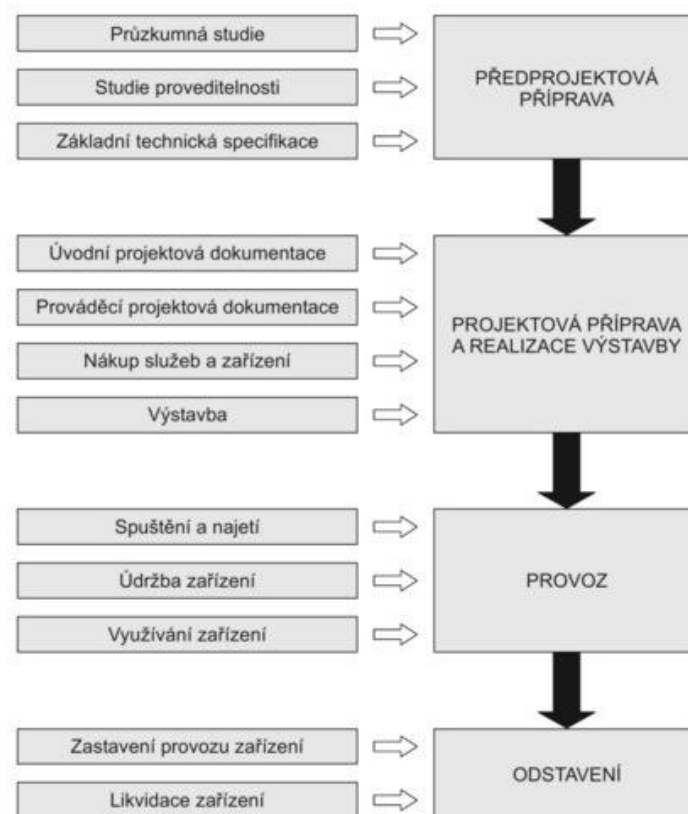 Průzkumná studie
Studie proveditelnosti
Základní technická specifikace
PŘEDPROJEKTOVÁ
PŘÍPRAVA
Úvodní projektová dokumentace
Prováděcí projektová dokumentace
Nákup služeb a zařízení
Výstavba
PROJEKTOVÁ PŘÍPRAVA
A REALIZACE VÝSTAVBY
Spuštění a najetí
Údržba zařízení
Využívání zařízení
PROVOZ
Zastavení provozu zařízení
Likvidace zařízení
ODSTAVENÍ